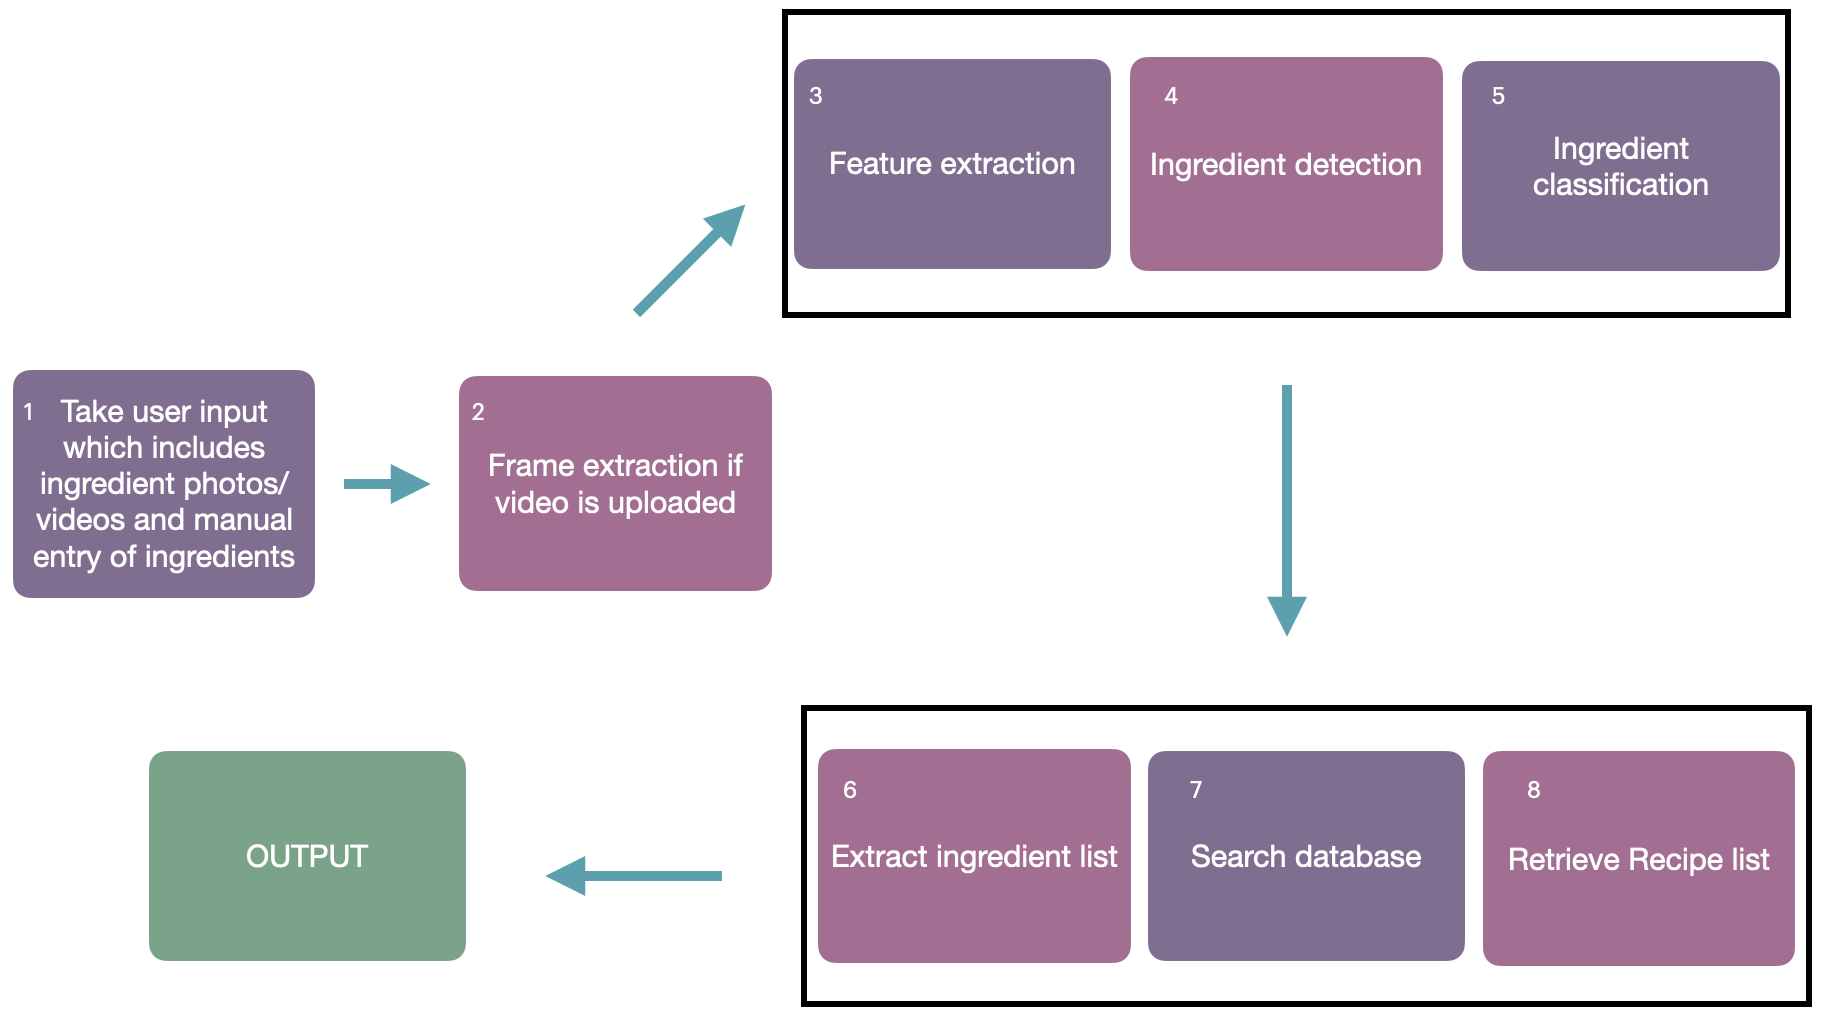 1
Take user input
which includes
ingredient photos/
videos and manual
entry of ingredients
2
Frame extraction if
video is uploaded
3
Feature extraction
4
Ingredient detection
5
Ingredient
classification
6
Extract ingredient list
7
Search database
8
Retrieve Recipe list
OUTPUT